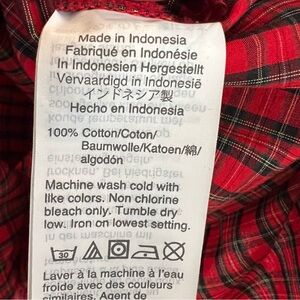 Made in Indonesia
Fabriqué en Indonésie
In Indonesien Hergestellt
Vervaardigd in Indonesië
インドネシア製
Hecho en Indonesia
100% Cotton/Coton/
Baumwolle/Katoen/綿/
algodón
Machine wash cold with
like colors. Non chlorine
bleach only. Tumble dry
low. Iron on lowest setting.
30
Laver à la machine à l'eau
froide avec des couleurs
similaires. Agent de